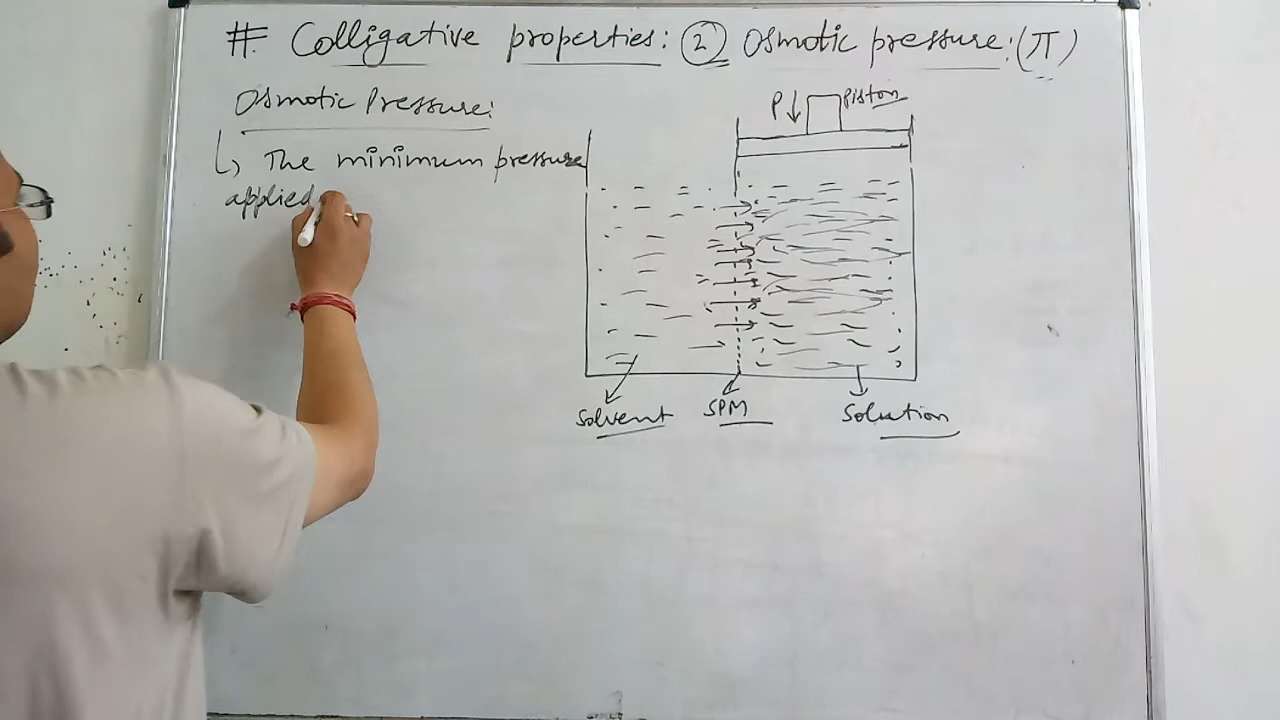 # Colligative properties: ② Osmotic pressure: (π)
Osmotic Pressure:
↳ The minimum pressure
applied
P↓ piston
solvent
SPM
Solution